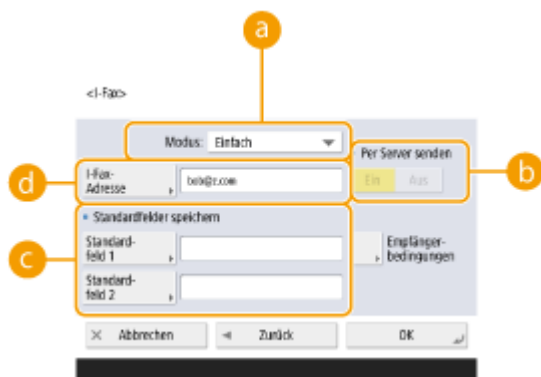 a
<I-Fax>
Modus: Einfach
Per Server senden
b
Ein Aus
d
I-Fax-
Adresse
bob@z.com
c
Standardfelder speichern
Standard-
feld 1
Empfänger-
bedingungen
Standard-
feld 2
Abbrechen
Zurück
OK